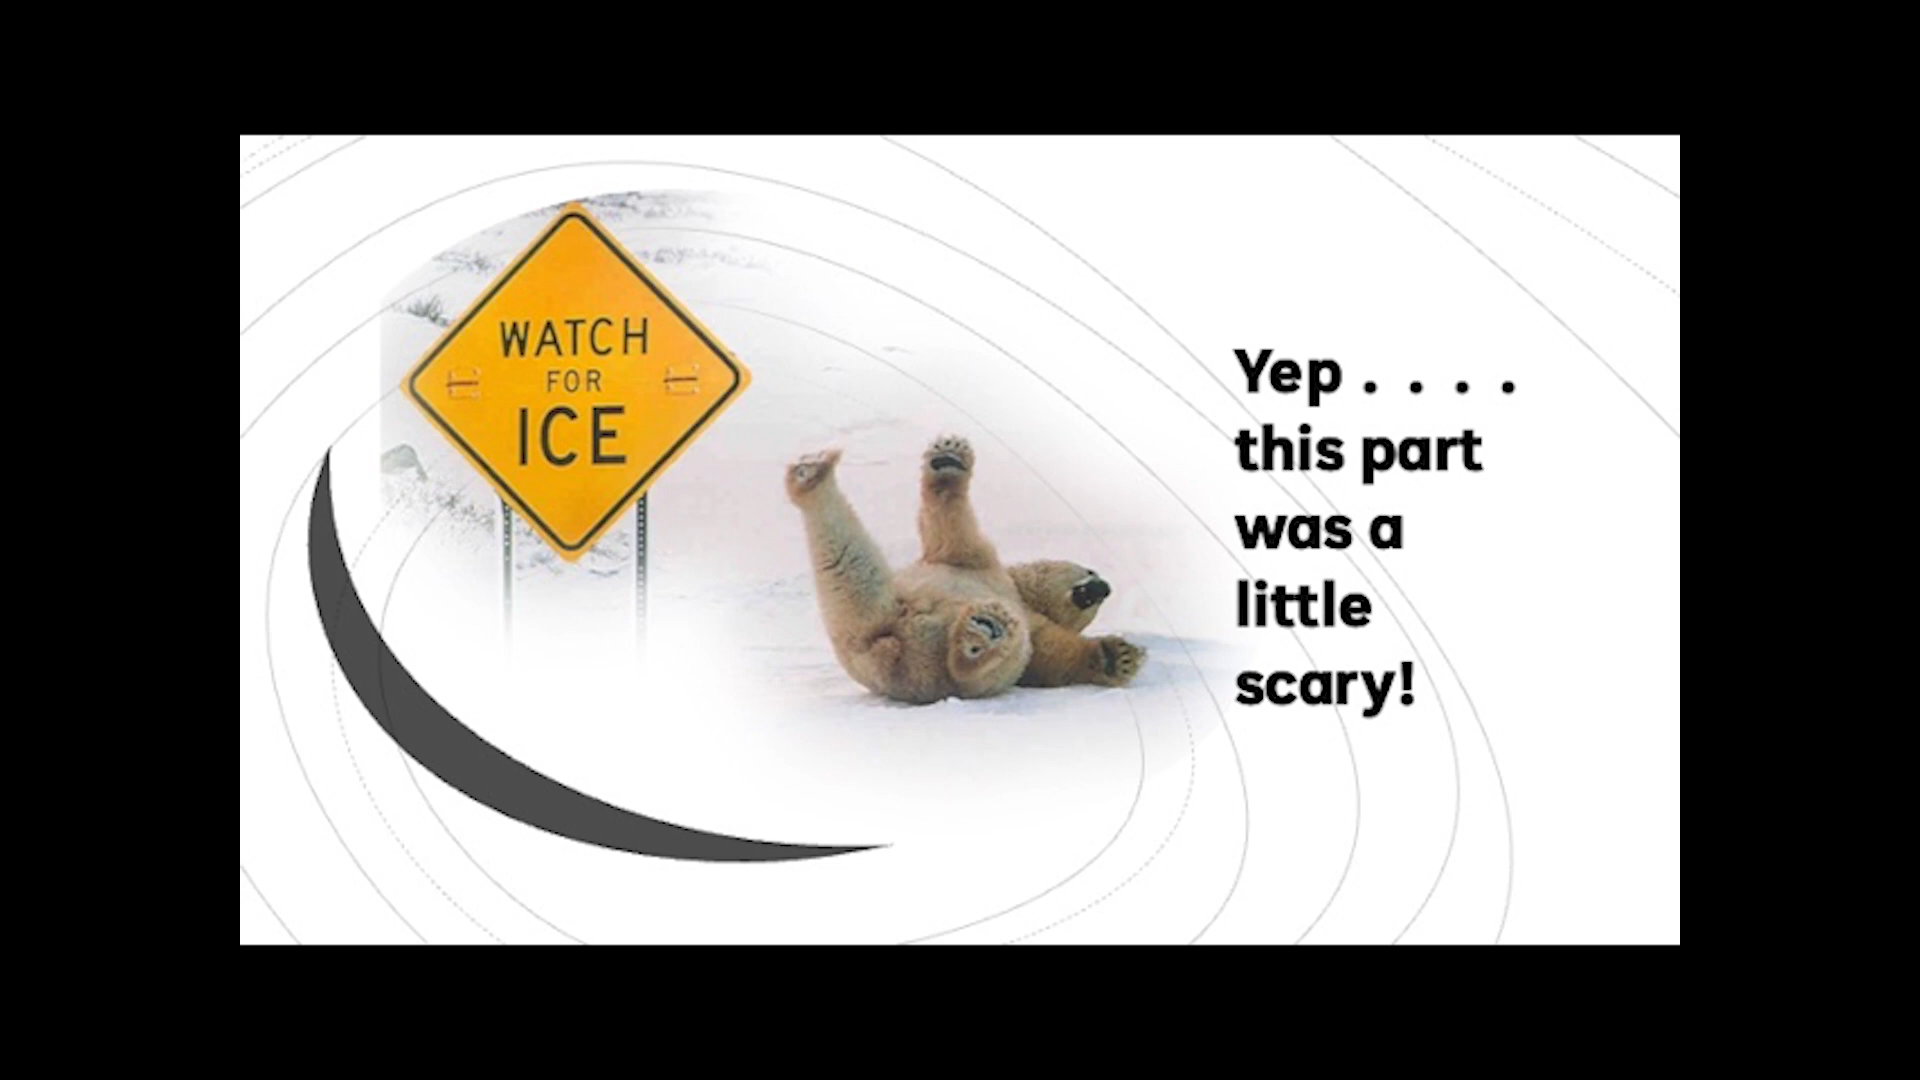 WATCH
FOR
ICE
Yep . . . .
this part
was a
little
scary!